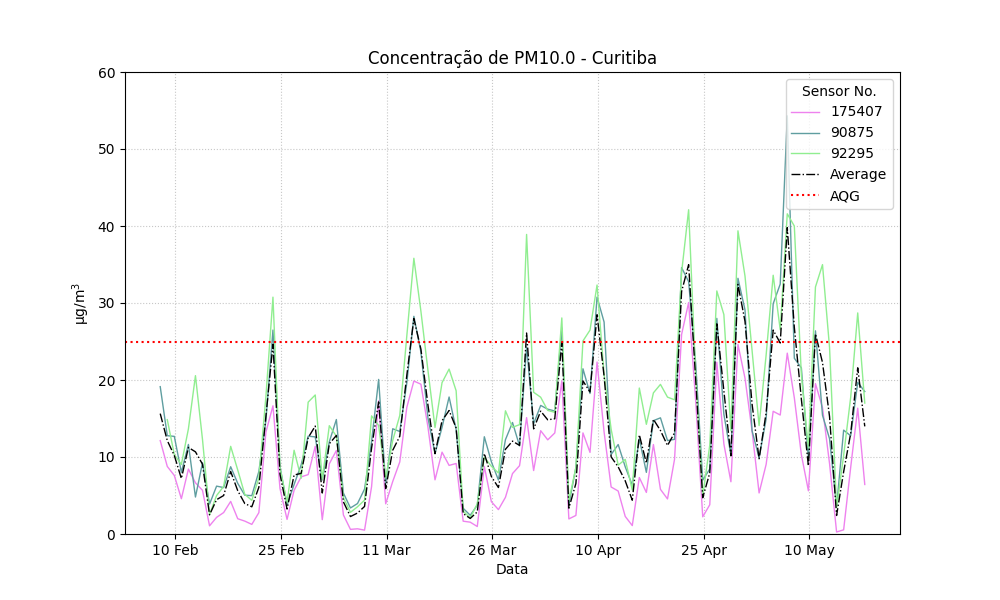 Concentração de PM10.0 - Curitiba
60
50
40
30
20
10
0
µg/m³
Sensor No.
175407
90875
92295
Average
AQG
10 Feb
25 Feb
11 Mar
26 Mar
10 Apr
25 Apr
10 May
Data